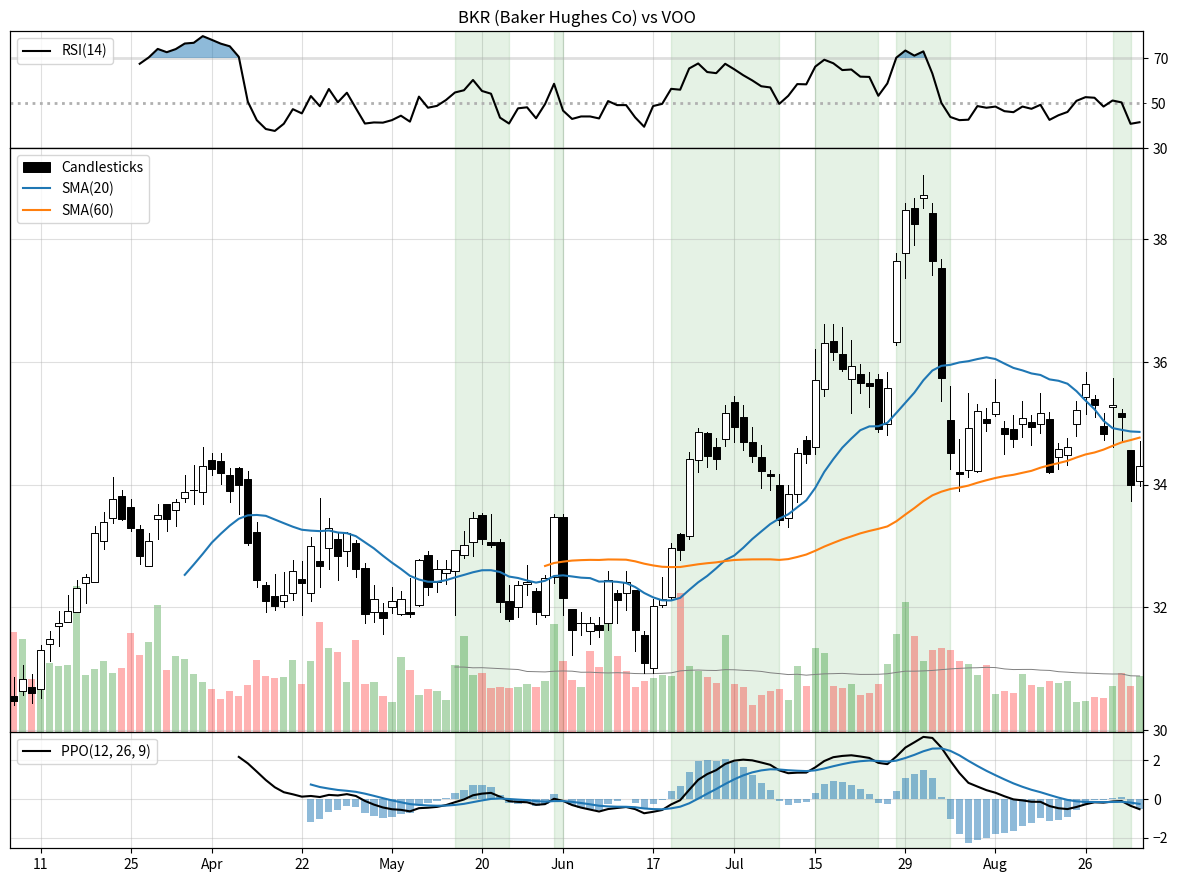 BKR (Baker Hughes Co) vs VOO
RSI(14)
70
50
30
Candlesticks
SMA(20)
SMA(60)
38
36
34
32
30
PPO(12, 26, 9)
2
0
−2
11 25 Apr 22 May 20 Jun 17 Jul 15 29 Aug 26